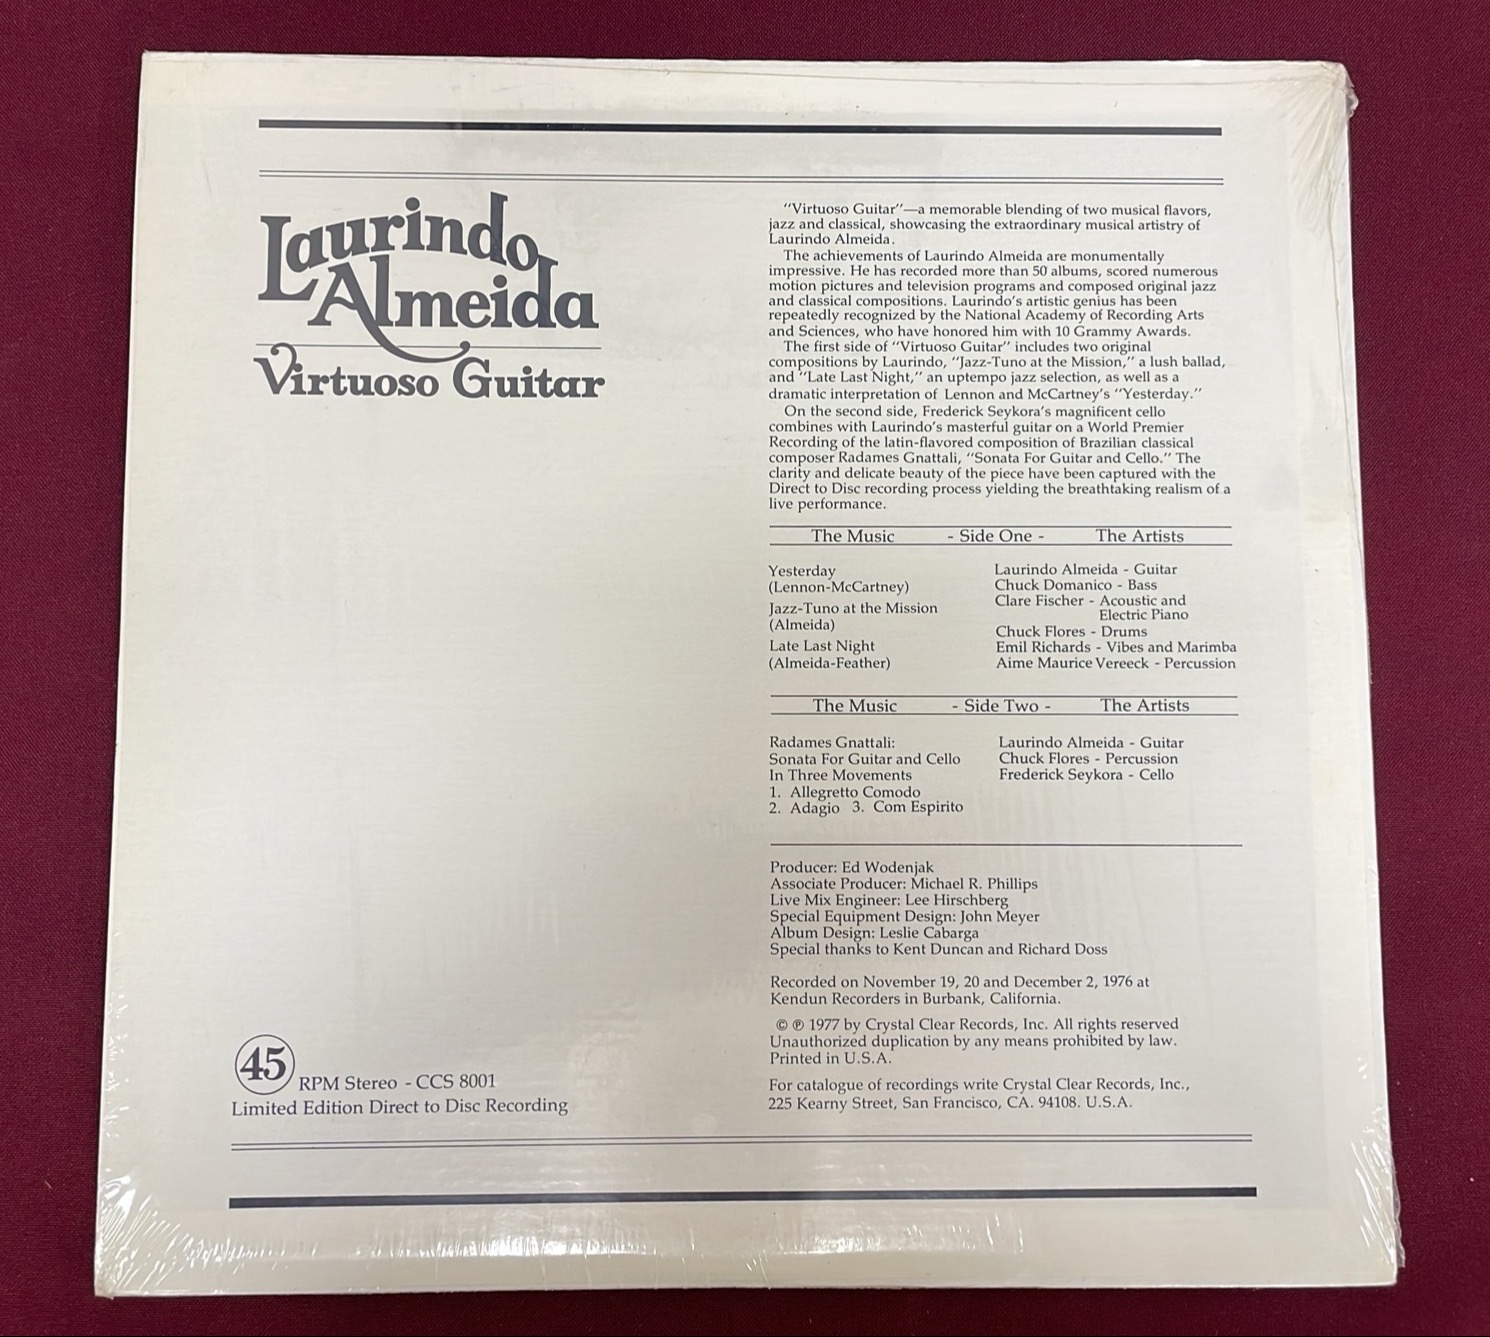 Laurindo
Almeida
Virtuoso Guitar
"Virtuoso Guitar"—a memorable blending of two musical flavors,
jazz and classical, showcasing the extraordinary musical artistry of
Laurindo Almeida.
The achievements of Laurindo Almeida are monumentally
impressive. He has recorded more than 50 albums, scored numerous
motion pictures and television programs and composed original jazz
and classical compositions. Laurindo's artistic genius has been
repeatedly recognized by the National Academy of Recording Arts
and Sciences, who have honored him with 10 Grammy Awards.
The first side of "Virtuoso Guitar" includes two original
compositions by Laurindo, "Jazz-Tuno at the Mission," a lush ballad,
and "Late Last Night," an uptempo jazz selection, as well as a
dramatic interpretation of Lennon and McCartney's "Yesterday."
On the second side, Frederick Seykora's magnificent cello
combines with Laurindo's masterful guitar on a World Premier
Recording of the latin-flavored composition of Brazilian classical
composer Radames Gnattali, "Sonata For Guitar and Cello." The
clarity and delicate beauty of the piece have been captured with the
Direct to Disc recording process yielding the breathtaking realism of a
live performance.
The Music - Side One - The Artists
Yesterday
(Lennon-McCartney)
Jazz-Tuno at the Mission
(Almeida)
Late Last Night
(Almeida-Feather)
Laurindo Almeida - Guitar
Chuck Domanico - Bass
Clare Fischer - Acoustic and
Electric Piano
Chuck Flores - Drums
Emil Richards - Vibes and Marimba
Aime Maurice Vereeck - Percussion
The Music - Side Two - The Artists
Radames Gnattali:
Sonata For Guitar and Cello
In Three Movements
1. Allegretto Comodo
2. Adagio 3. Com Espirito
Laurindo Almeida - Guitar
Chuck Flores - Percussion
Frederick Seykora - Cello
Producer: Ed Wodenjak
Associate Producer: Michael R. Phillips
Live Mix Engineer: Lee Hirschberg
Special Equipment Design: John Meyer
Album Design: Leslie Cabarga
Special thanks to Kent Duncan and Richard Doss
Recorded on November 19, 20 and December 2, 1976 at
Kendun Recorders in Burbank, California.
© ℗ 1977 by Crystal Clear Records, Inc. All rights reserved
Unauthorized duplication by any means prohibited by law.
Printed in U.S.A.
For catalogue of recordings write Crystal Clear Records, Inc.,
225 Kearny Street, San Francisco, CA. 94108. U.S.A.
45 RPM Stereo - CCS 8001
Limited Edition Direct to Disc Recording